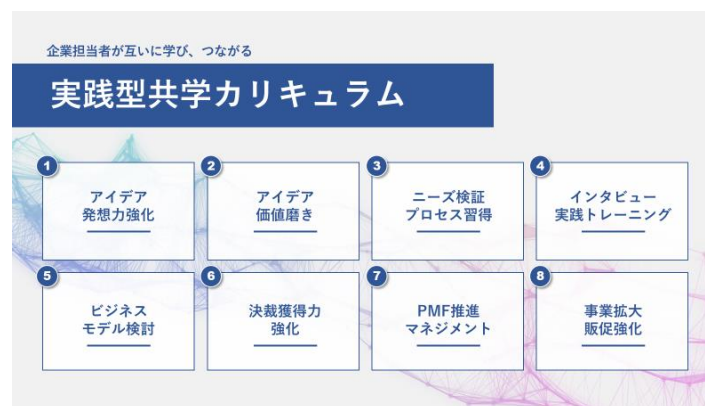 企業担当者が互いに学び、つながる
実践型共学カリキュラム
1
アイデア
発想力強化
2
アイデア
価値磨き
3
ニーズ検証
プロセス習得
4
インタビュー
実践トレーニング
5
ビジネス
モデル検討
6
決裁獲得力
強化
7
PMF推進
マネジメント
8
事業拡大
販促強化